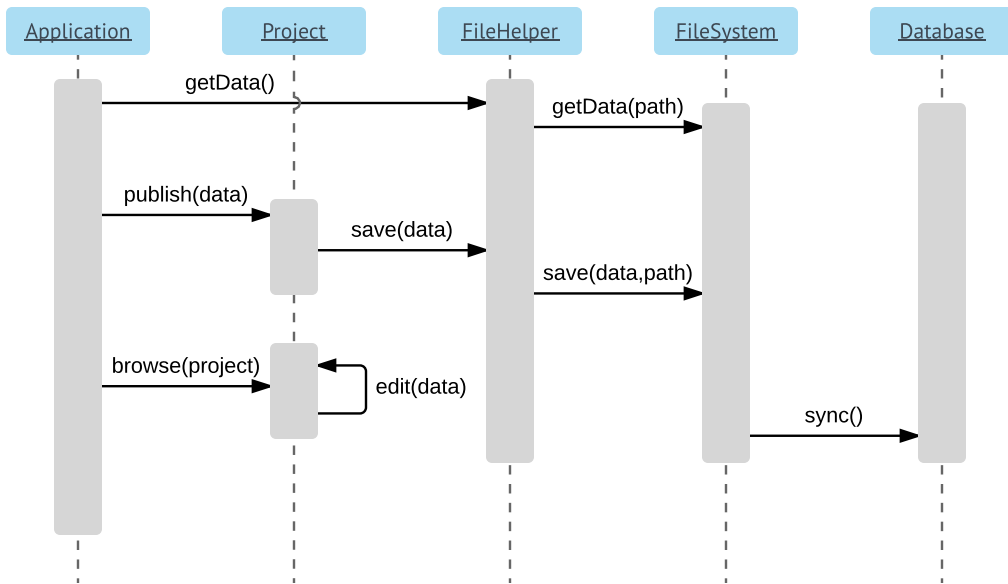 Application
Project
FileHelper
FileSystem
Database
getData()
getData(path)
publish(data)
save(data)
save(data,path)
browse(project)
edit(data)
sync()